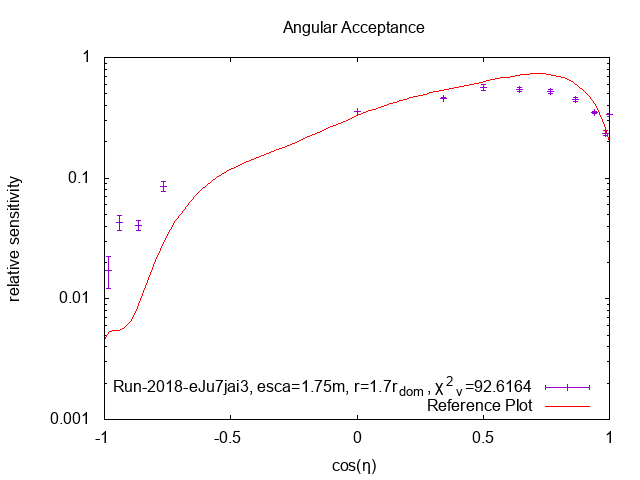 Angular Acceptance
1
0.1
0.01
0.001
relative sensitivity
Run-2018-eJu7jai3, esca=1.75m, r=1.7r_dom, χ²_ν=92.6164
Reference Plot
-1 -0.5 0 0.5 1
cos(η)